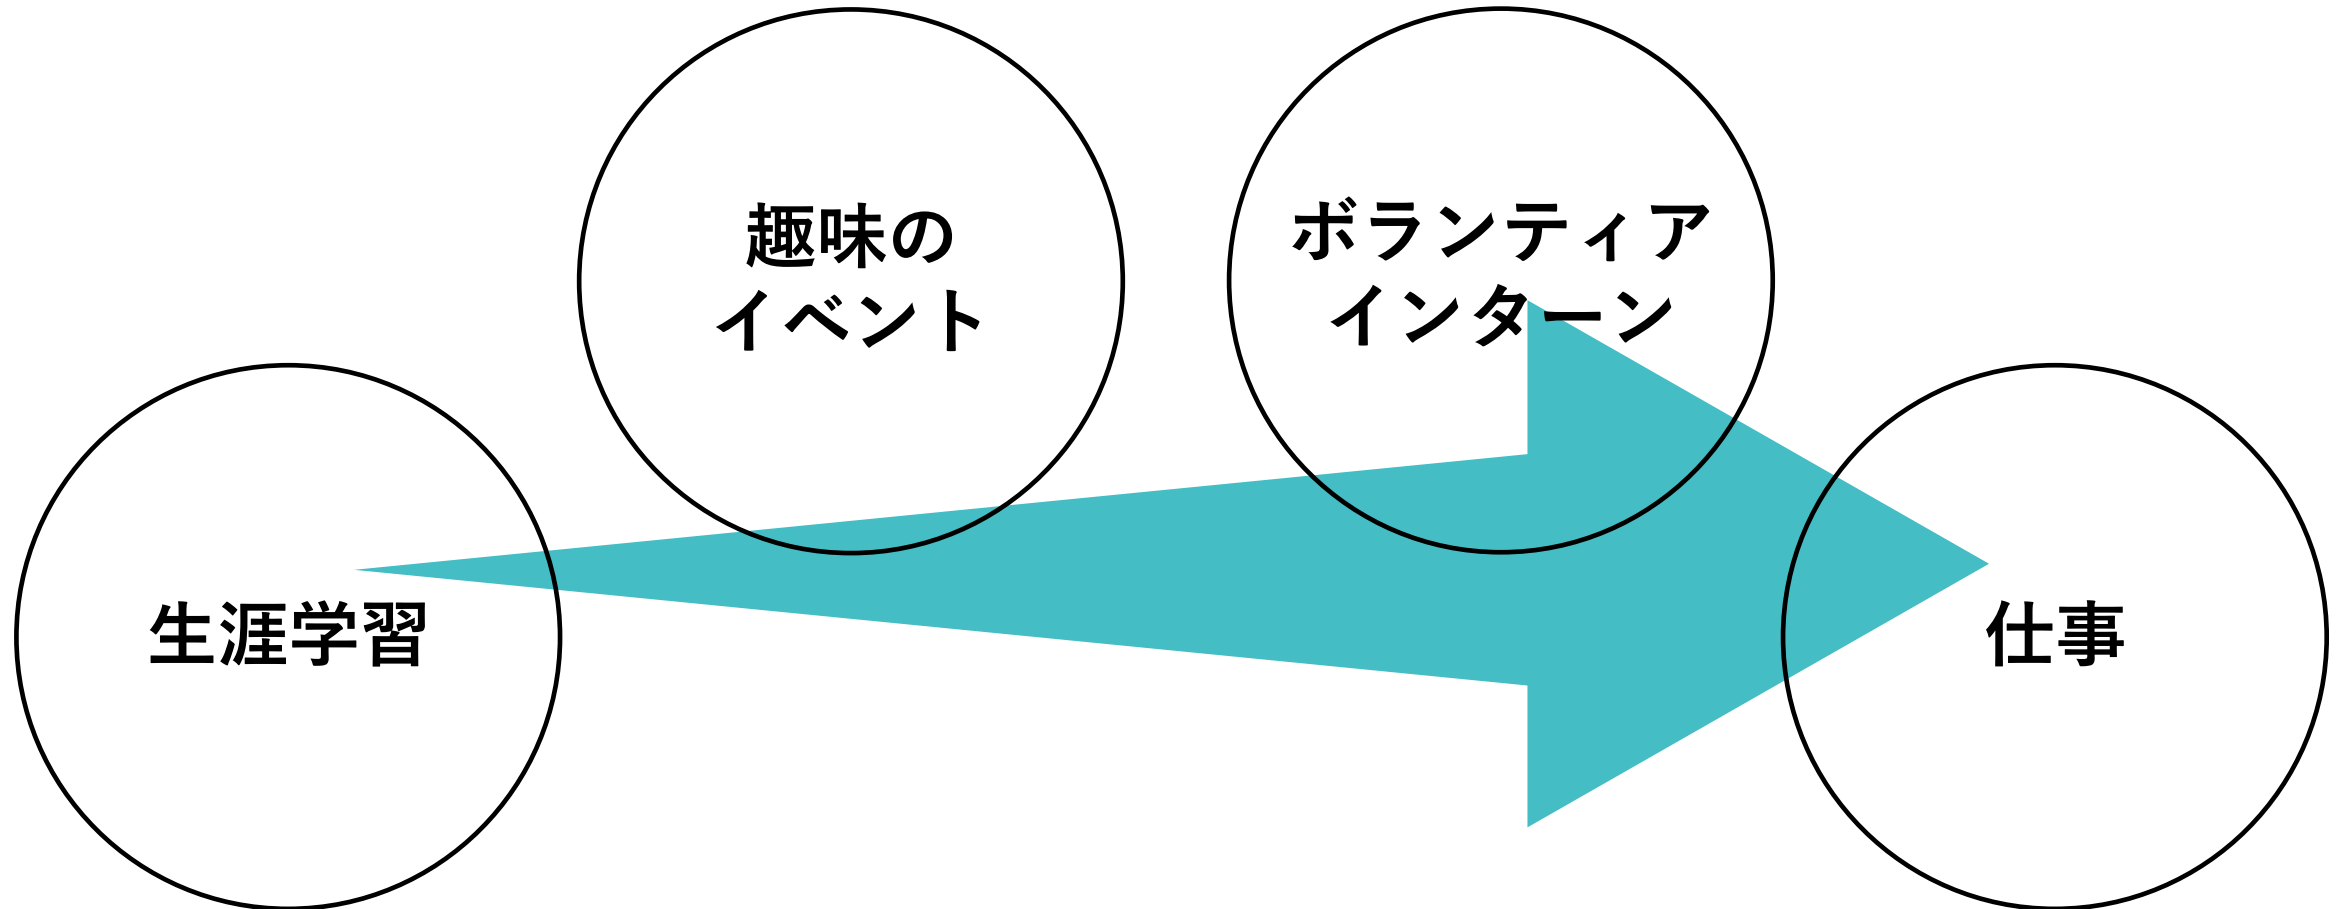 生涯学習
趣味の
イベント
ボランティア
インターン
仕事